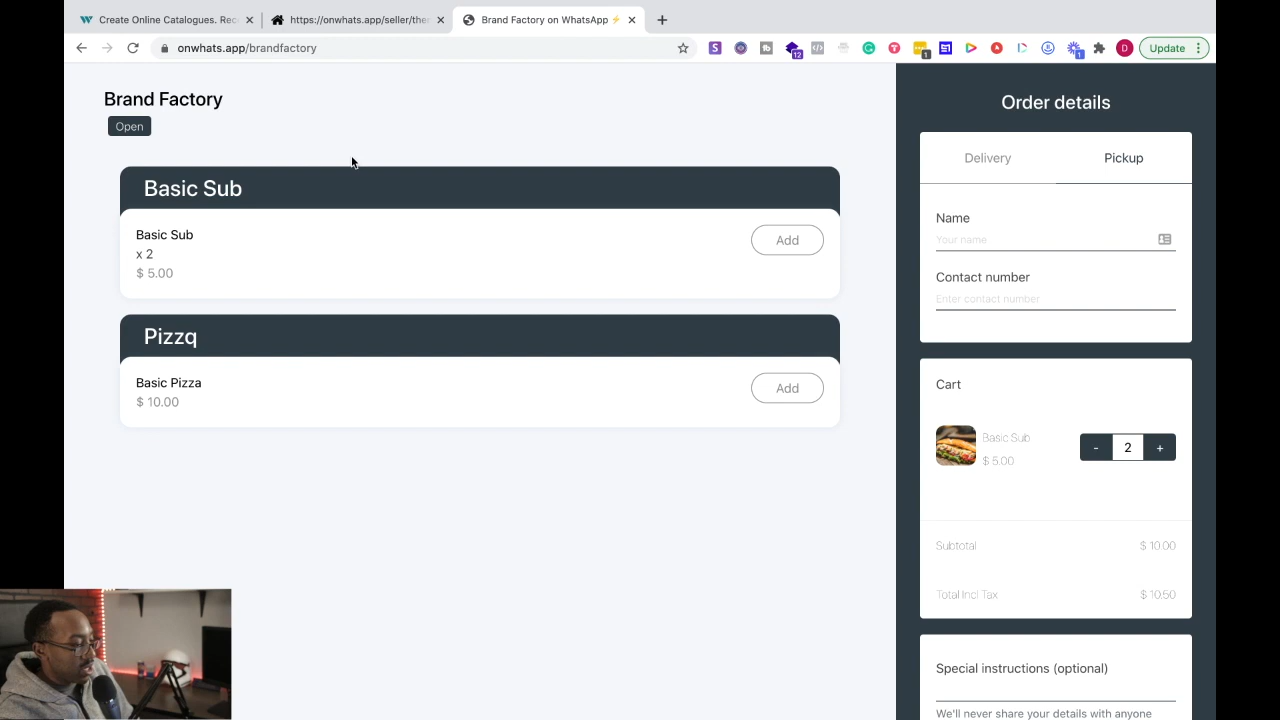 Create Online Catalogues. Rec
https://onwhats.app/seller/the
Brand Factory on WhatsApp ⚡
onwhats.app/brandfactory
12
1
1
D
Update
Brand Factory
Open
Basic Sub
Basic Sub
x 2
$ 5.00
Add
Pizzq
Basic Pizza
$ 10.00
Add
Order details
Delivery
Pickup
Name
Your name
Contact number
Enter contact number
Cart
Basic Sub
$ 5.00
- 2 +
Subtotal
$ 10.00
Total Incl Tax
$ 10.50
Special instructions (optional)
We'll never share your details with anyone